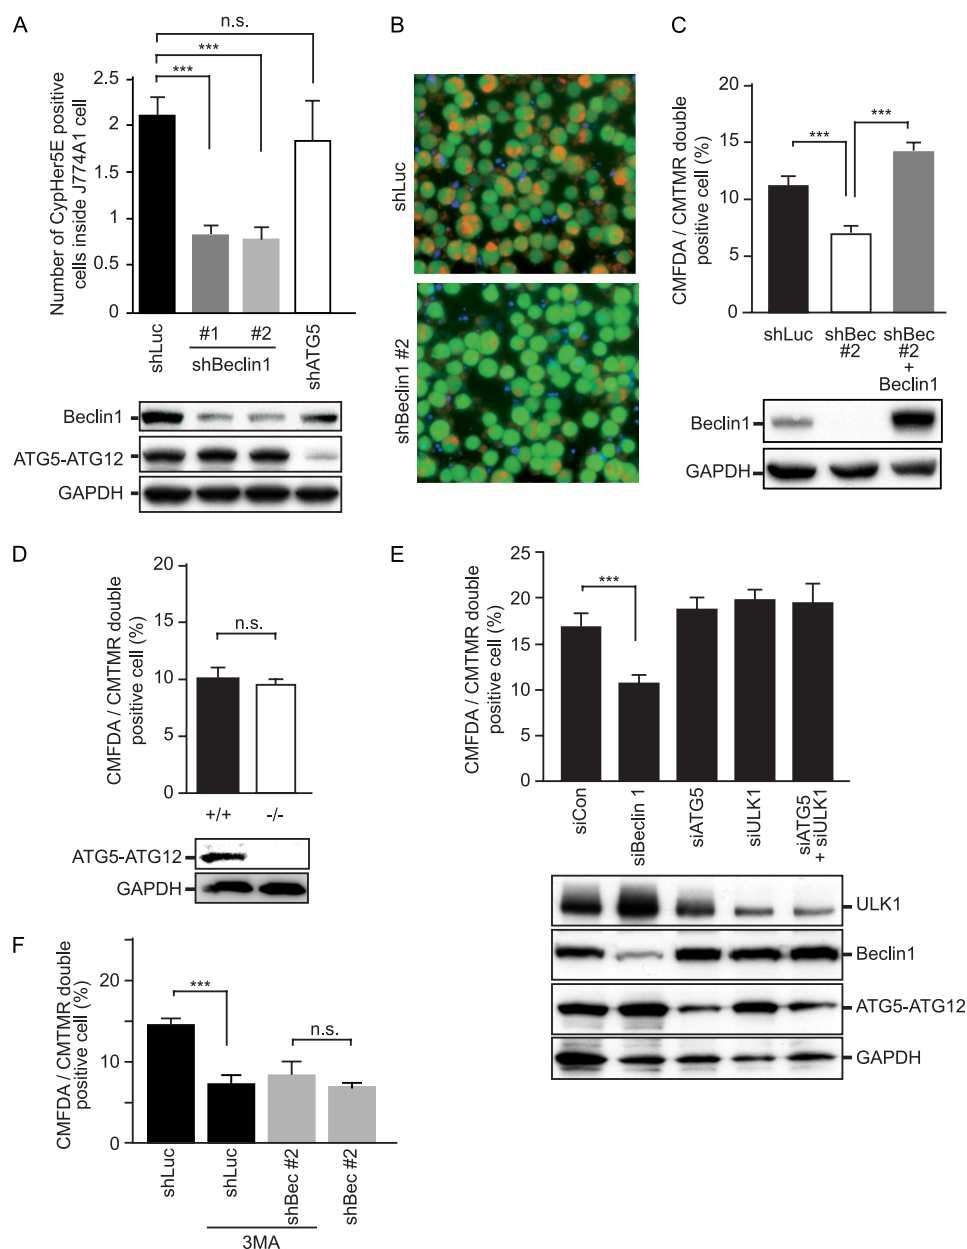 A
n.s.
***
***
2.5
2
1.5
1
0.5
0
Number of CypHer5E positive
cells inside J774A1 cell
shLuc
#1
#2
shBeclin1
shATG5
Beclin1
ATG5-ATG12
GAPDH
B
shLuc
shBeclin1 #2
C
***
***
20
15
10
5
0
CMFDA / CMTMR double
positive cell (%)
shLuc
shBec
#2
shBec
#2
+
Beclin1
Beclin1
GAPDH
D
20
15
10
5
0
CMFDA / CMTMR double
positive cell (%)
n.s.
+/+
-/-
ATG5-ATG12
GAPDH
E
25
20
15
10
5
0
CMFDA / CMTMR double
positive cell (%)
***
siCon
siBeclin 1
siATG5
siULK1
siATG5
+ siULK1
ULK1
Beclin1
ATG5-ATG12
GAPDH
F
20
15
10
5
0
CMFDA / CMTMR double
positive cell (%)
***
n.s.
shLuc
shLuc
shBec #2
shBec #2
3MA